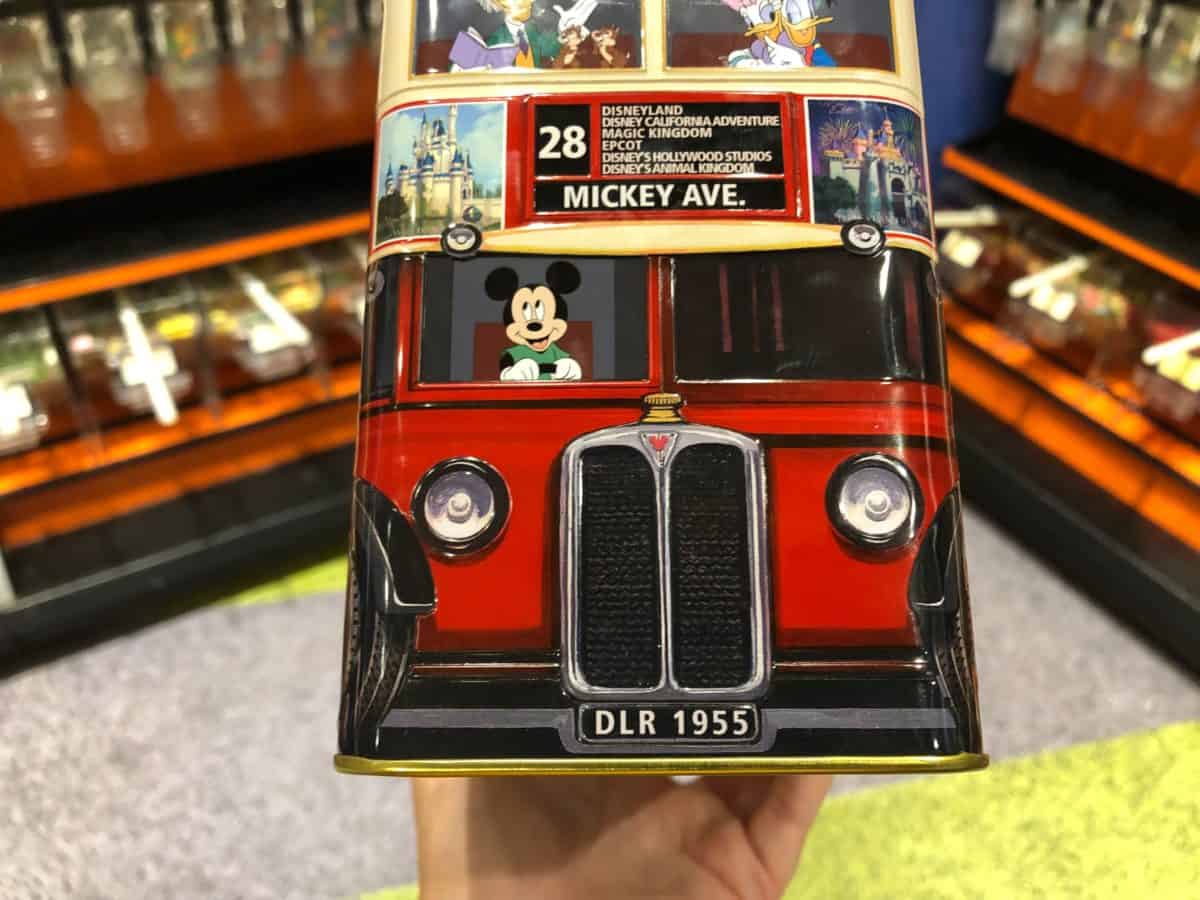 28
DISNEYLAND
DISNEY CALIFORNIA ADVENTURE
MAGIC KINGDOM
EPCOT
DISNEY'S HOLLYWOOD STUDIOS
DISNEY'S ANIMAL KINGDOM
MICKEY AVE.
DLR 1955